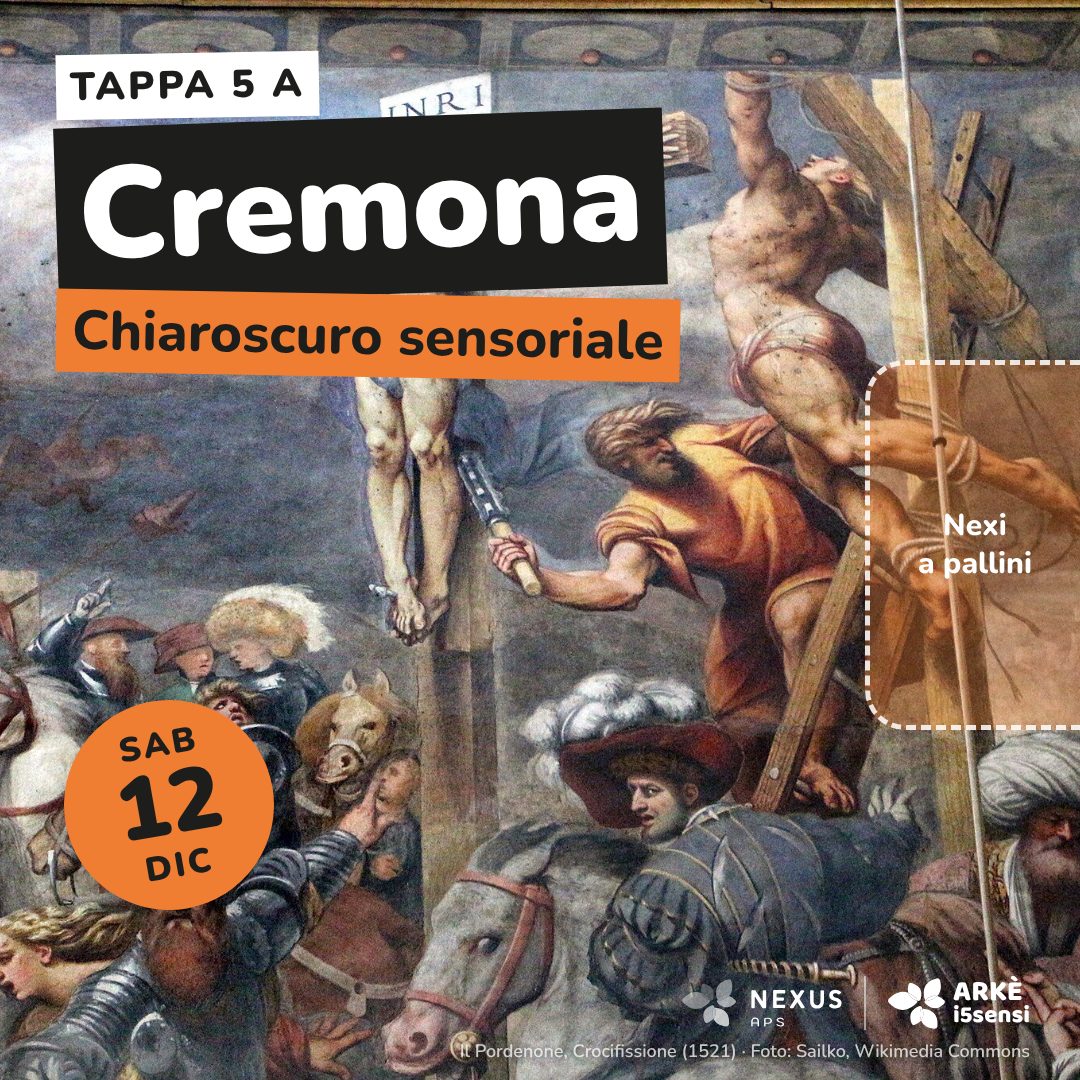 TAPPA 5 A
INRI
Cremona
Chiaroscuro sensoriale
Nexi
a pallini
SAB
12
DIC
NEXUS
APS
ARKÈ
i5sensi
Il Pordenone, Crocifissione (1521) · Foto: Sailko, Wikimedia Commons